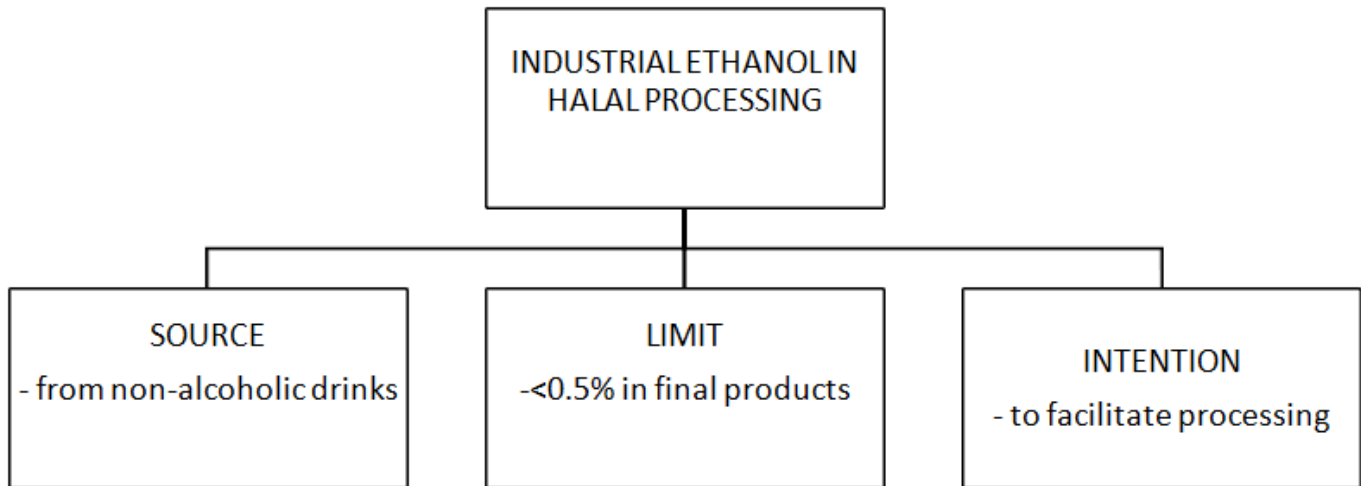 INDUSTRIAL ETHANOL IN
HALAL PROCESSING
SOURCE
- from non-alcoholic drinks
LIMIT
-<0.5% in final products
INTENTION
- to facilitate processing